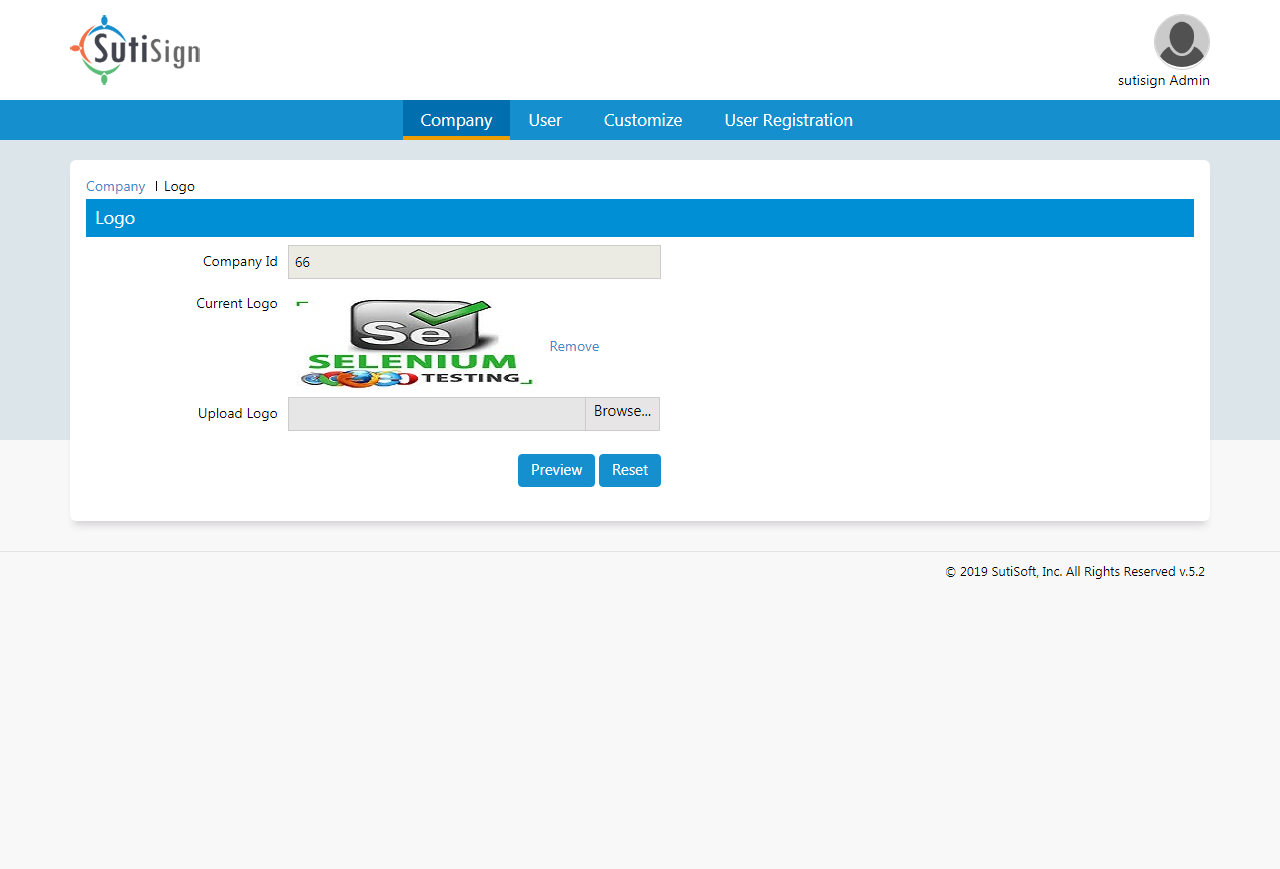 SutiSign
sutisign Admin
Company User Customize User Registration
Company | Logo
Logo
Company Id 66
Current Logo
Se
SELENIUM
TESTING
Remove
Upload Logo Browse...
Preview Reset
© 2019 SutiSoft, Inc. All Rights Reserved v.5.2